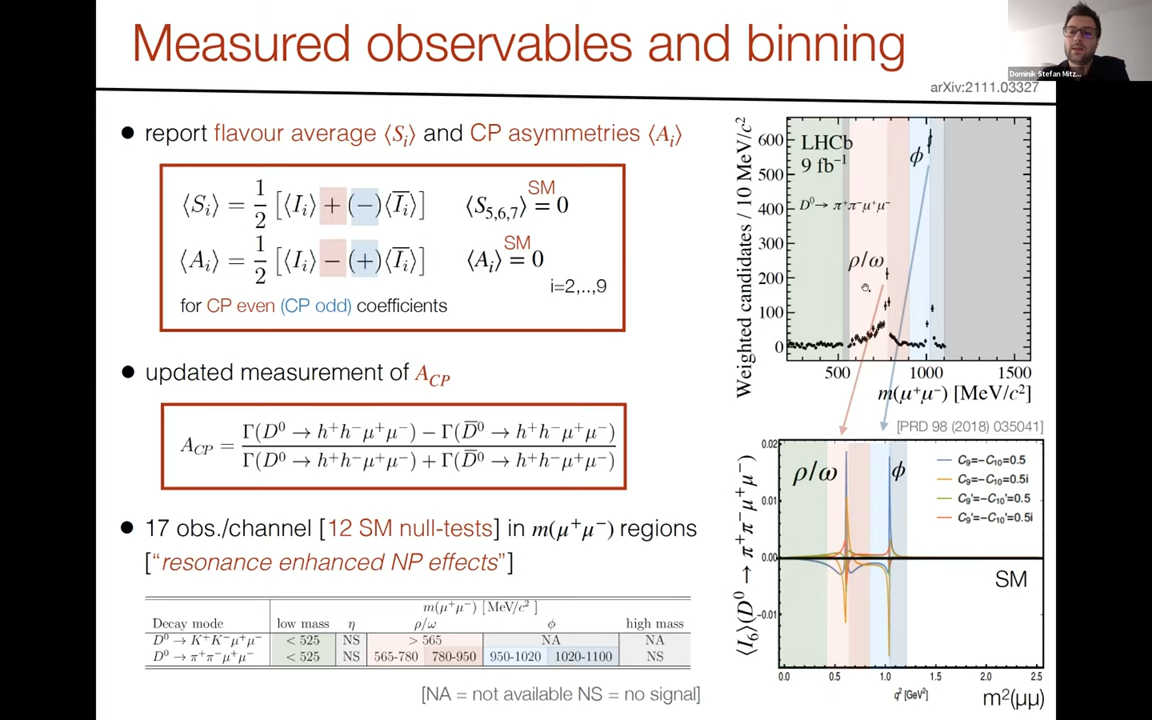 Measured observables and binning
Dominik Stefan Mitz...
arXiv:2111.03327
● report flavour average ⟨Sᵢ⟩ and CP asymmetries ⟨Aᵢ⟩
⟨Sᵢ⟩ = 1/2 [⟨Iᵢ⟩ + (−)⟨I̅ᵢ⟩] ⟨S₅,₆,₇⟩ SM = 0
⟨Aᵢ⟩ = 1/2 [⟨Iᵢ⟩ − (+)⟨I̅ᵢ⟩] ⟨Aᵢ⟩ SM = 0
i=2,..,9
for CP even (CP odd) coefficients
● updated measurement of A_CP
A_CP = Γ(D⁰ → h⁺h⁻μ⁺μ⁻) − Γ(D̅⁰ → h⁺h⁻μ⁺μ⁻)
Γ(D⁰ → h⁺h⁻μ⁺μ⁻) + Γ(D̅⁰ → h⁺h⁻μ⁺μ⁻)
● 17 obs./channel [12 SM null-tests] in m(μ⁺μ⁻) regions
["resonance enhanced NP effects"]
m(μ⁺μ⁻) [ MeV/c² ]
Decay mode low mass η ρ/ω ϕ high mass
D⁰ → K⁺K⁻μ⁺μ⁻ < 525 NS > 565 NA NA
D⁰ → π⁺π⁻μ⁺μ⁻ < 525 NS 565-780 780-950 950-1020 1020-1100 NS
[NA = not available NS = no signal]
Weighted candidates / 10 MeV/c²
600
500
400
300
200
100
0
LHCb
9 fb⁻¹
D⁰ → π⁺π⁻μ⁺μ⁻
ρ/ω
ϕ
500 1000 1500
m(μ⁺μ⁻) [MeV/c²]
[PRD 98 (2018) 035041]
⟨I₆⟩(D⁰ → π⁺π⁻μ⁺μ⁻)
0.02
0.01
0.00
-0.01
ρ/ω
ϕ
C₉=-C₁₀=0.5
C₉=-C₁₀=0.5i
C₉'=-C₁₀'=0.5
C₉'=-C₁₀'=0.5i
SM
0.0 0.5 1.0 1.5 2.0 2.5
q² [GeV²]
m²(μμ)